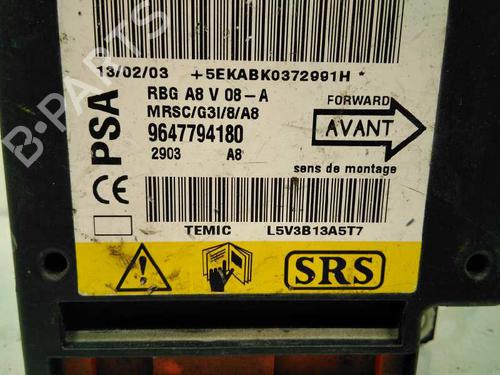 13/02/03 +5EKABK0372991H *
PSA
RBG A8 V 08-A
MRSC/G3I/8/A8
9647794180
2903 A8
FORWARD
AVANT
sens de montage
CE
TEMIC L5V3B13A5T7
SRS